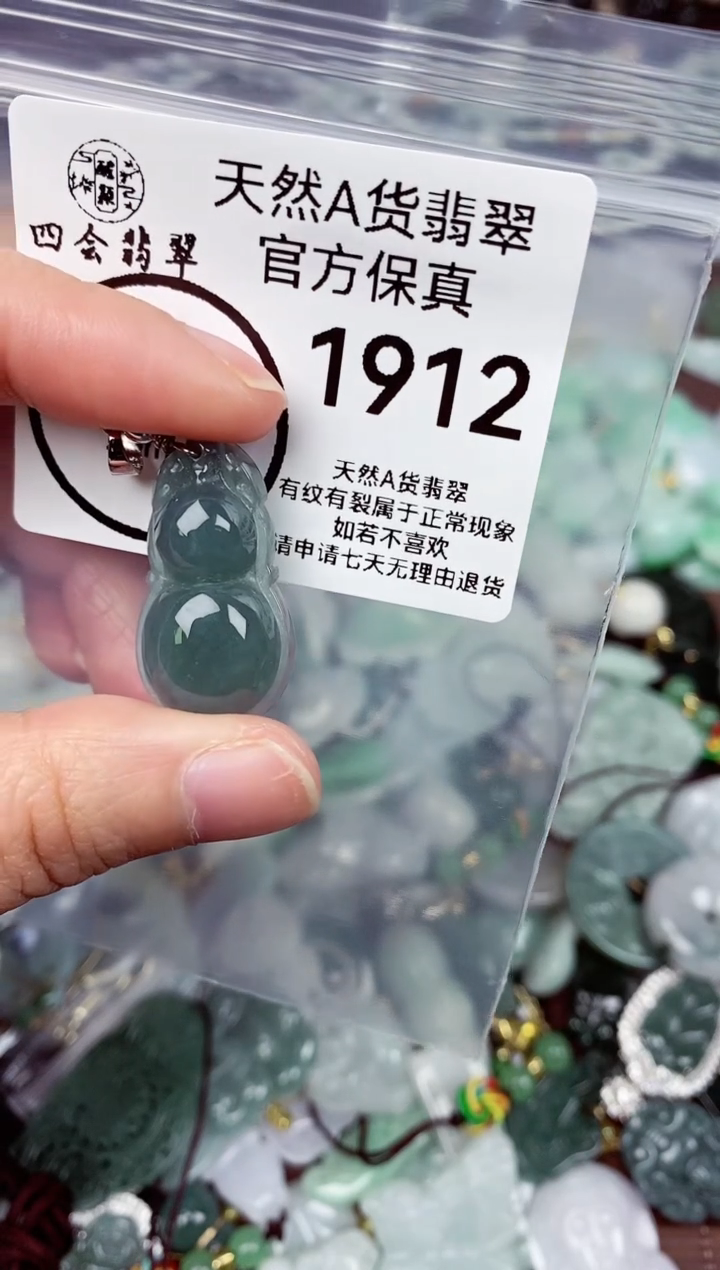 四会翡翠
天然A货翡翠
官方保真
1912
天然A货翡翠
有纹有裂属于正常现象
如若不喜欢
请申请七天无理由退货